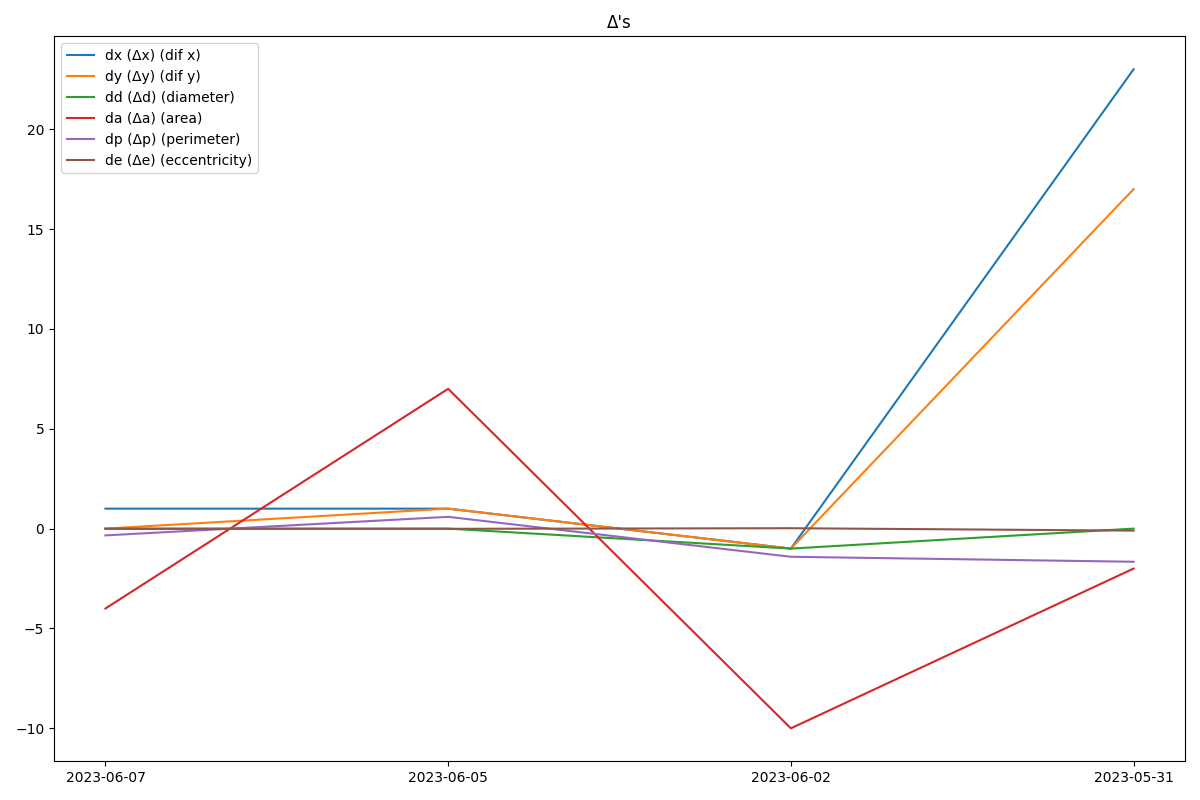 Δ's
dx (Δx) (dif x)
dy (Δy) (dif y)
dd (Δd) (diameter)
da (Δa) (area)
dp (Δp) (perimeter)
de (Δe) (eccentricity)
20
15
10
5
0
−5
−10
2023-06-07 2023-06-05 2023-06-02 2023-05-31